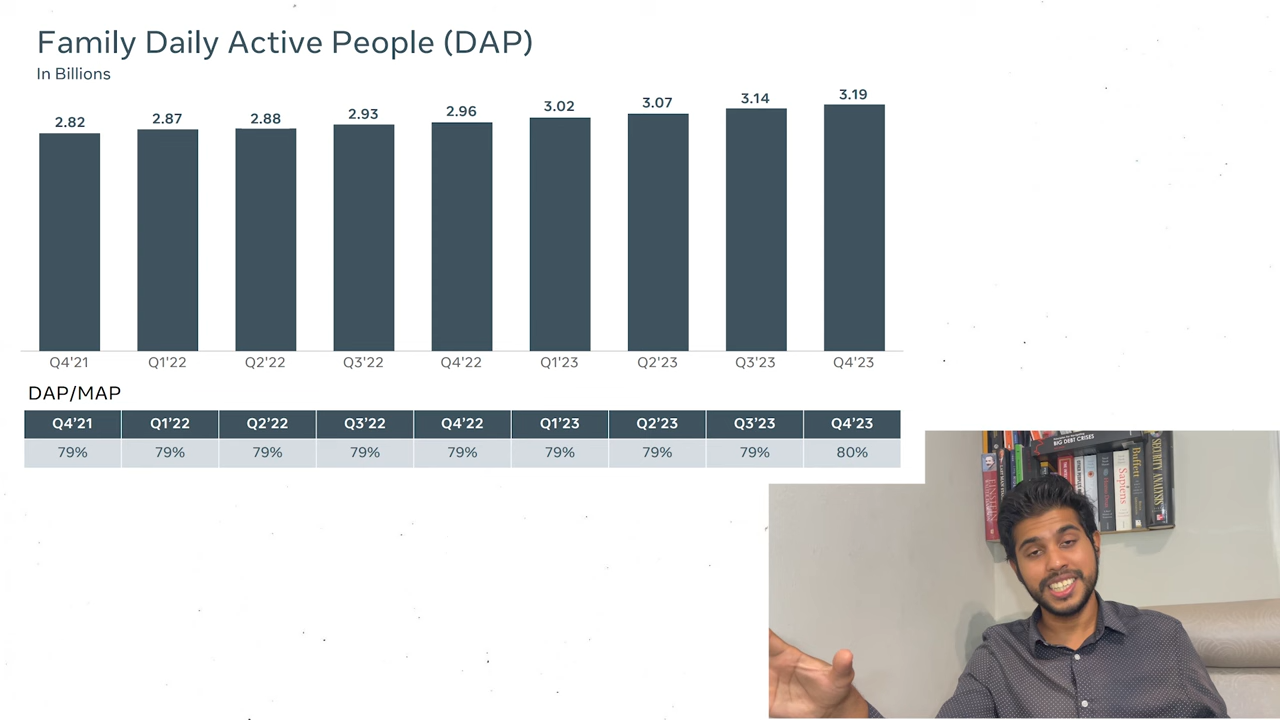 Family Daily Active People (DAP)
In Billions
2.82 2.87 2.88 2.93 2.96 3.02 3.07 3.14 3.19
Q4'21 Q1'22 Q2'22 Q3'22 Q4'22 Q1'23 Q2'23 Q3'23 Q4'23
DAP/MAP
Q4'21 Q1'22 Q2'22 Q3'22 Q4'22 Q1'23 Q2'23 Q3'23 Q4'23
79% 79% 79% 79% 79% 79% 79% 79% 80%
BIG DEBT CRISES
Sapiens
Buffett
SECURITY ANALYSIS